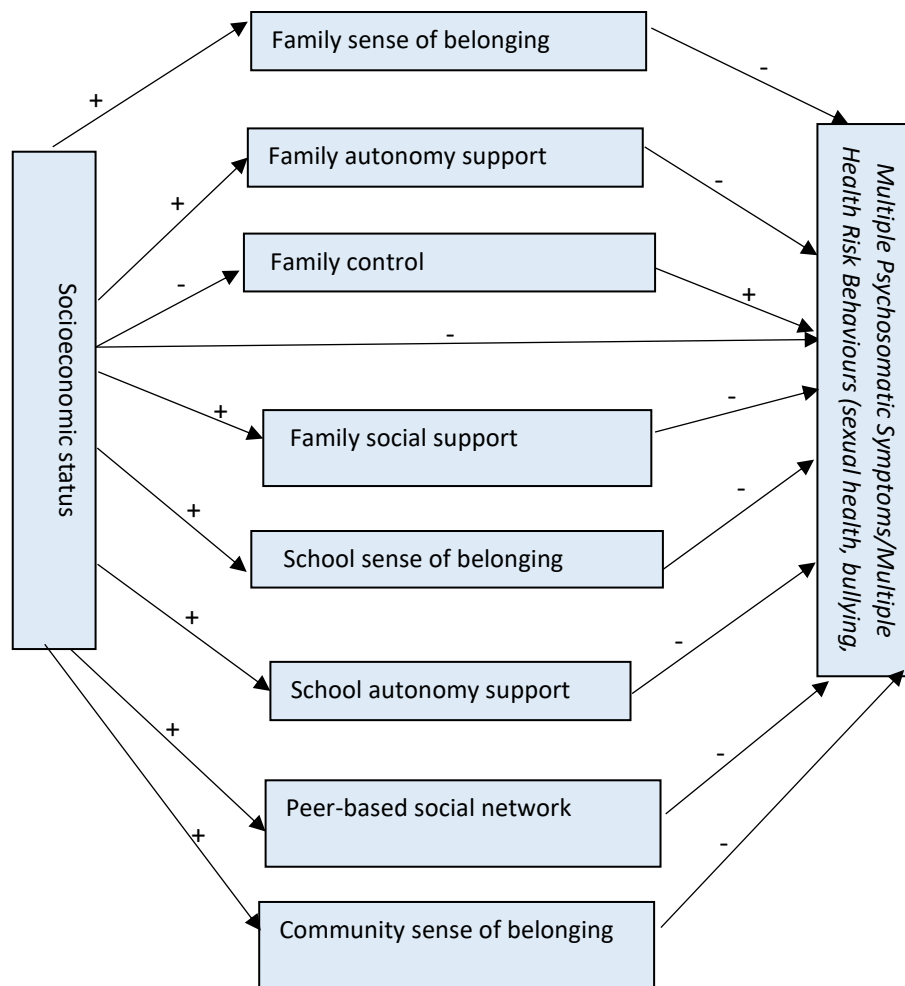 Family sense of belonging
+
-
Family autonomy support
+
-
Family control
-
+
-
Socioeconomic status
Multiple Psychosomatic Symptoms/Multiple
Health Risk Behaviours (sexual health, bullying,
+
Family social support
-
+
School sense of belonging
-
+
School autonomy support
-
+
Peer-based social network
-
+
Community sense of belonging
-